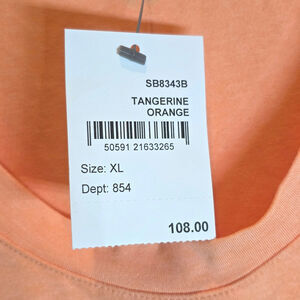 SB8343B
TANGERINE
ORANGE
50591 21633265
Size: XL
Dept: 854
108.00